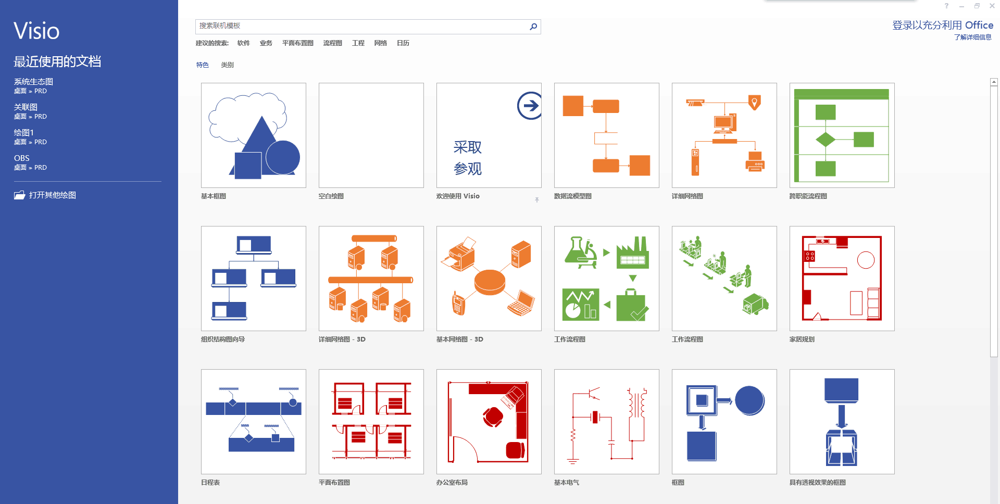 Visio
最近使用的文档
系统生态图
桌面 » PRD
关联图
桌面 » PRD
绘图1
桌面 » PRD
OBS
桌面 » PRD
打开其他绘图
?
登录以充分利用 Office
了解详细信息
搜索联机模板
建议的搜索: 软件 业务 平面布置图 流程图 工程 网络 日历
特色 类别
采取
参观
基本框图 空白绘图 欢迎使用 Visio 数据流模型图 详细网络图 跨职能流程图
组织结构图向导 详细网络图 - 3D 基本网络图 - 3D 工作流程图 工作流程图 家居规划
日程表 平面布置图 办公室布局 基本电气 框图 具有透视效果的框图